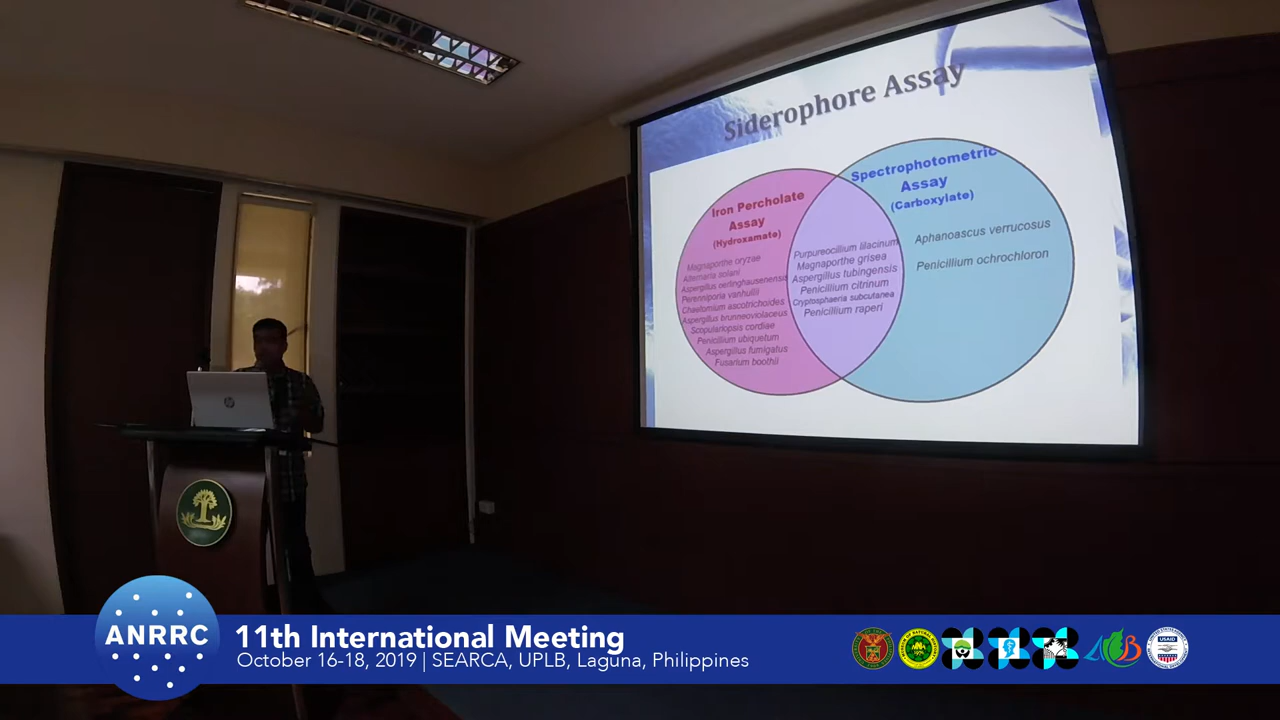 Siderophore Assay
Iron Percholate
Assay
(Hydroxamate)
Magnaporthe oryzae
Alternaria solani
Aspergillus oerlinghausenensis
Perenniporia vanhullii
Chaetomium ascotrichoides
Aspergillus brunneoviolaceus
Scopulariopsis cordiae
Penicillium ubiquetum
Aspergillus fumigatus
Fusarium boothii
Purpureocillium lilacinum
Magnaporthe grisea
Aspergillus tubingensis
Penicillium citrinum
Cryptosphaeria subcutanea
Penicillium raperi
Spectrophotometric
Assay
(Carboxylate)
Aphanoascus verrucosus
Penicillium ochrochloron
hp
ANRRC
11th International Meeting
October 16-18, 2019 | SEARCA, UPLB, Laguna, Philippines
USAID